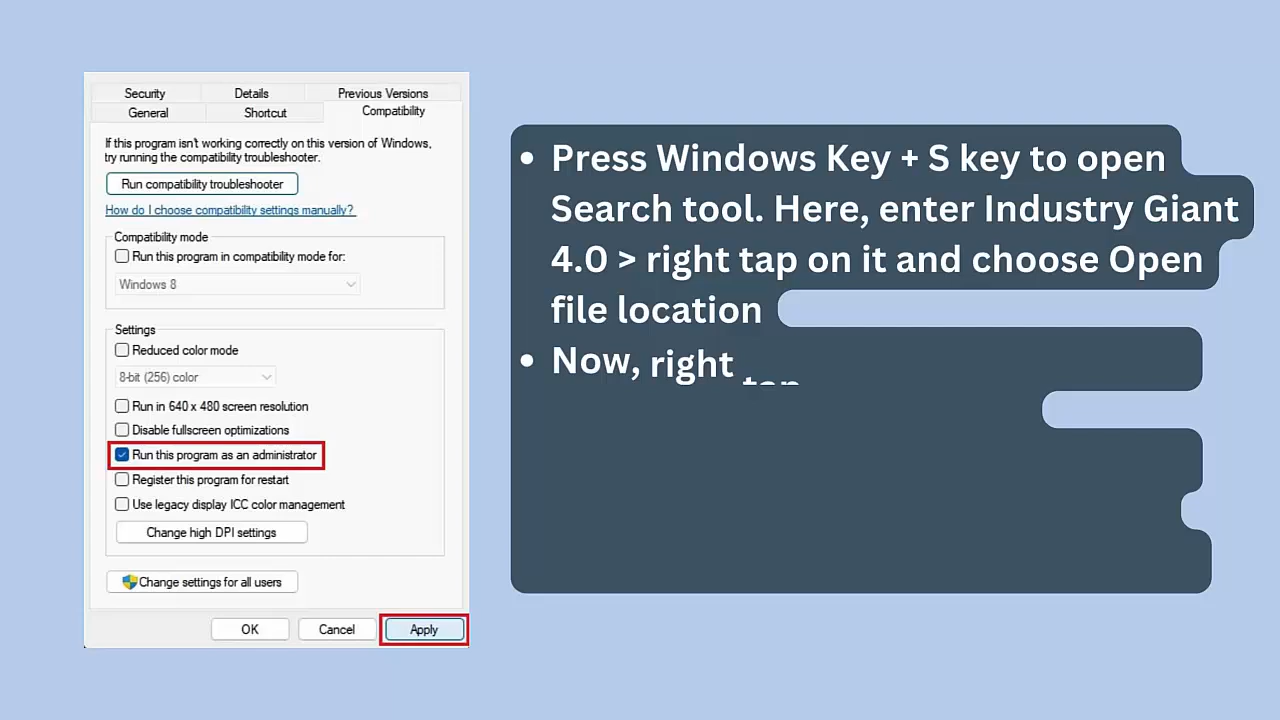 Security Details Previous Versions
General Shortcut Compatibility
If this program isn't working correctly on this version of Windows,
try running the compatibility troubleshooter.
Run compatibility troubleshooter
How do I choose compatibility settings manually?
Compatibility mode
Run this program in compatibility mode for:
Windows 8
Settings
Reduced color mode
8-bit (256) color
Run in 640 x 480 screen resolution
Disable fullscreen optimizations
Run this program as an administrator
Register this program for restart
Use legacy display ICC color management
Change high DPI settings
Change settings for all users
OK Cancel Apply
• Press Windows Key + S key to open
Search tool. Here, enter Industry Giant
4.0 > right tap on it and choose Open
file location
• Now, right